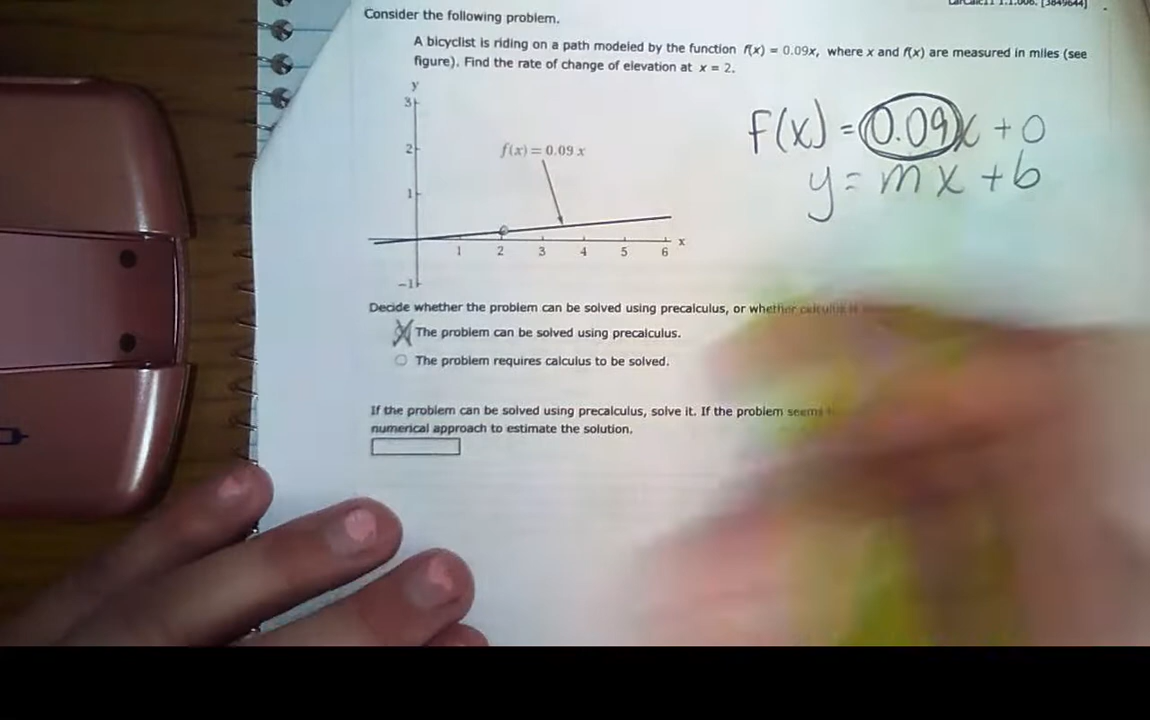 Consider the following problem.
A bicyclist is riding on a path modeled by the function f(x) = 0.09x, where x and f(x) are measured in miles (see
figure). Find the rate of change of elevation at x = 2.
y
3
2
1
-1
f(x) = 0.09 x
1 2 3 4 5 6 x
f(x) = 0.09x + 0
y = mx + b
Decide whether the problem can be solved using precalculus, or whether calculus is
The problem can be solved using precalculus.
The problem requires calculus to be solved.
If the problem can be solved using precalculus, solve it. If the problem seems
numerical approach to estimate the solution.